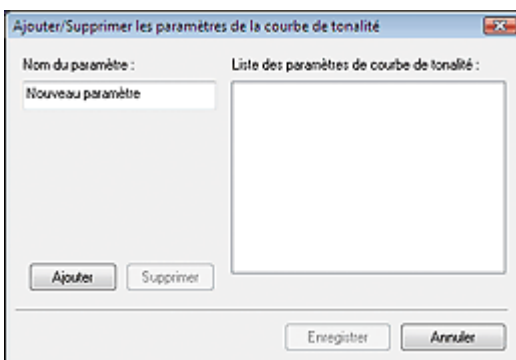 Ajouter/Supprimer les paramètres de la courbe de tonalité
Nom du paramètre :
Liste des paramètres de courbe de tonalité :
Nouveau paramètre
Ajouter
Supprimer
Enregistrer
Annuler